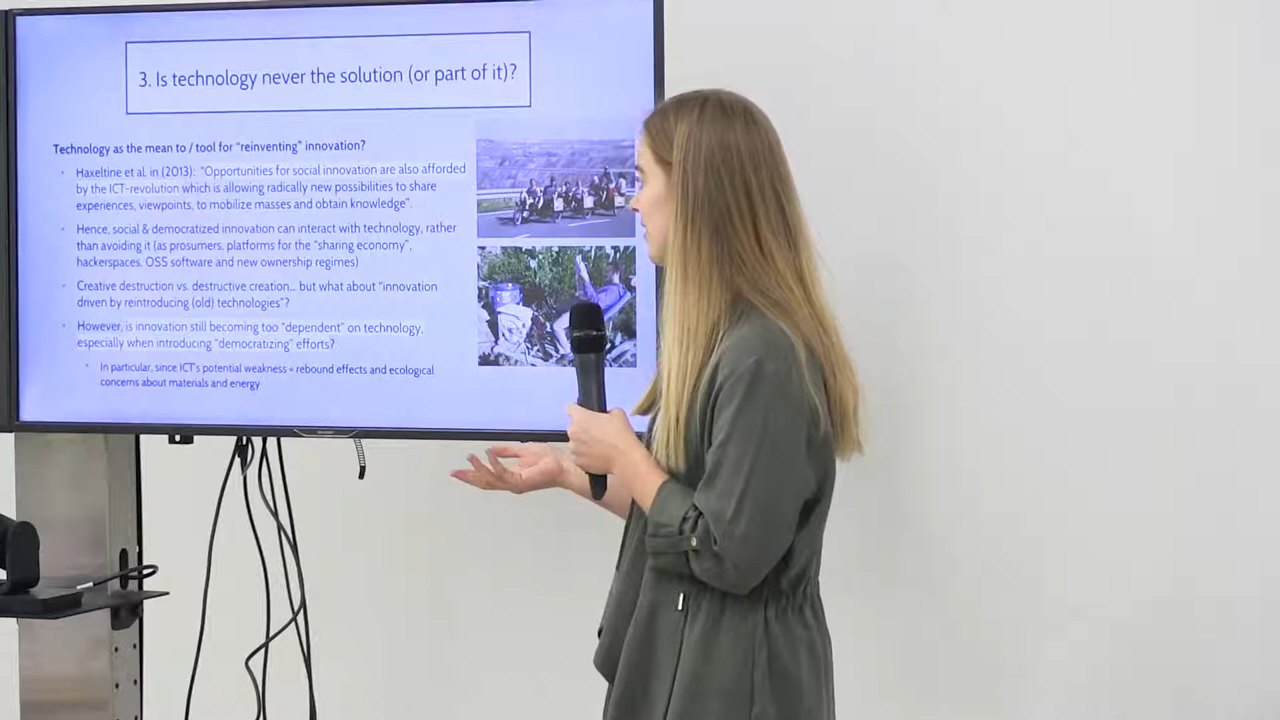 3. Is technology never the solution (or part of it)?
Technology as the mean to / tool for "reinventing" innovation?
Haxeltine et al. in (2013): "Opportunities for social innovation are also afforded
by the ICT-revolution which is allowing radically new possibilities to share
experiences, viewpoints, to mobilize masses and obtain knowledge".
Hence, social & democratized innovation can interact with technology, rather
than avoiding it (as prosumers, platforms for the "sharing economy",
hackerspaces, OSS software and new ownership regimes)
Creative destruction vs. destructive creation... but what about "innovation
driven by reintroducing (old) technologies"?
However, is innovation still becoming too "dependent" on technology,
especially when introducing "democratizing" efforts?
In particular, since ICT's potential weakness = rebound effects and ecological
concerns about materials and energy